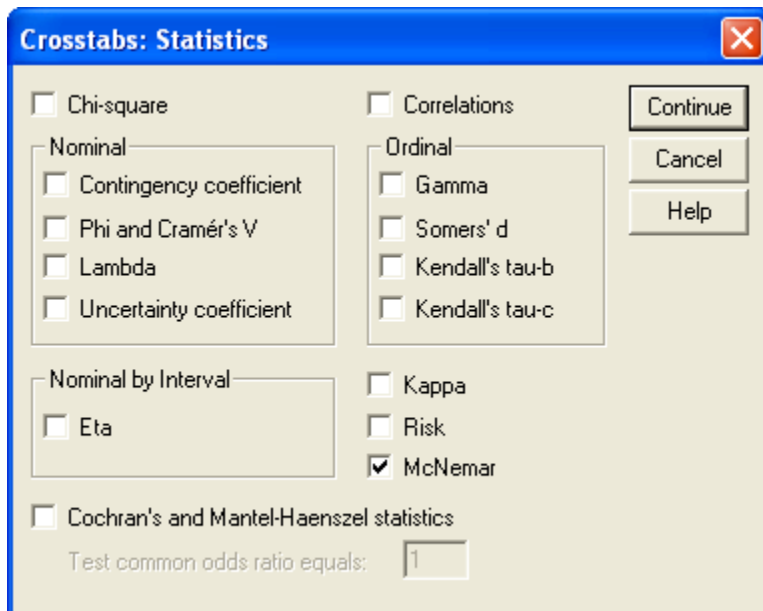 Crosstabs: Statistics
Chi-square
Correlations
Continue
Nominal
Ordinal
Cancel
Contingency coefficient
Gamma
Help
Phi and Cramér's V
Somers' d
Lambda
Kendall's tau-b
Uncertainty coefficient
Kendall's tau-c
Nominal by Interval
Kappa
Eta
Risk
McNemar
Cochran's and Mantel-Haenszel statistics
Test common odds ratio equals: 1